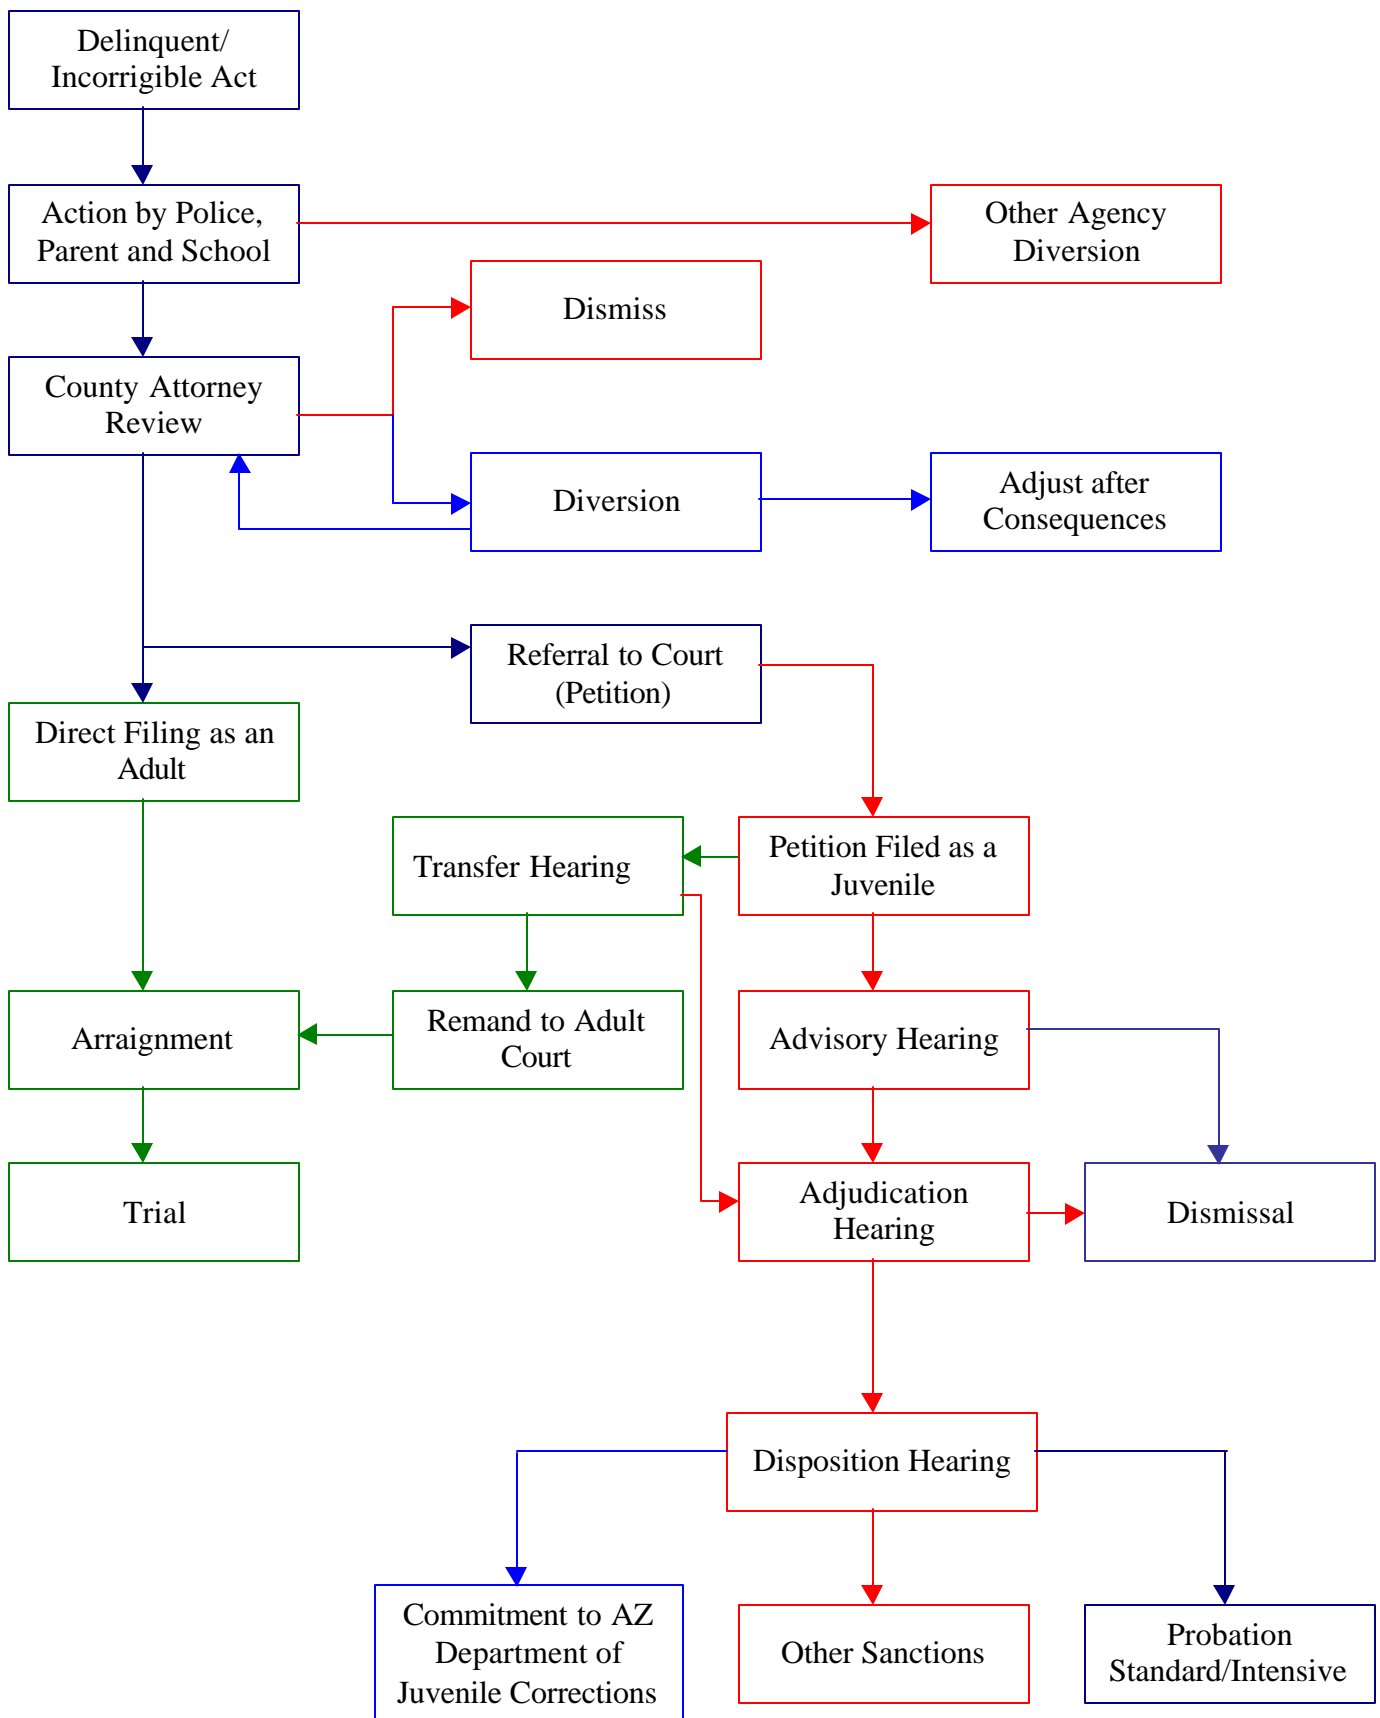 Delinquent/
Incorrigible Act
Action by Police,
Parent and School
Other Agency
Diversion
Dismiss
County Attorney
Review
Diversion
Adjust after
Consequences
Referral to Court
(Petition)
Direct Filing as an
Adult
Transfer Hearing
Petition Filed as a
Juvenile
Arraignment
Remand to Adult
Court
Advisory Hearing
Trial
Adjudication
Hearing
Dismissal
Disposition Hearing
Commitment to AZ
Department of
Juvenile Corrections
Other Sanctions
Probation
Standard/Intensive